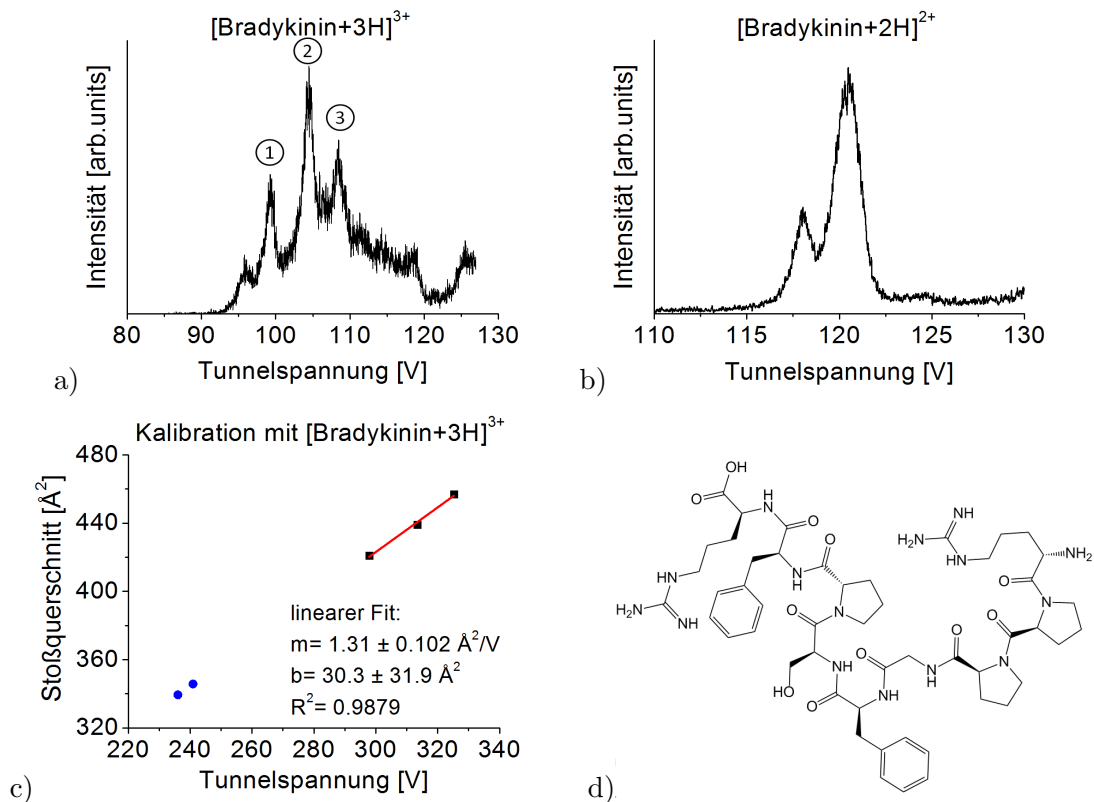 [Bradykinin+3H]³⁺
Intensität [arb.units]
1
2
3
80 90 100 110 120 130
Tunnelspannung [V]
a)
[Bradykinin+2H]²⁺
Intensität [arb.units]
110 115 120 125 130
Tunnelspannung [V]
b)
Kalibration mit [Bradykinin+3H]³⁺
Stoßquerschnitt [Å²]
480
440
400
360
320
linearer Fit:
m= 1.31 ± 0.102 Å²/V
b= 30.3 ± 31.9 Å²
R²= 0.9879
220 240 260 280 300 320 340
Tunnelspannung [V]
c)
OH
O
H
N
O
NH
H₂N
N
H
NH₂
O
HN
O
N
O
H₂N
NH
O
N
H
O
N
O
O
O
NH
O
NH
N
HO
O
NH
d)